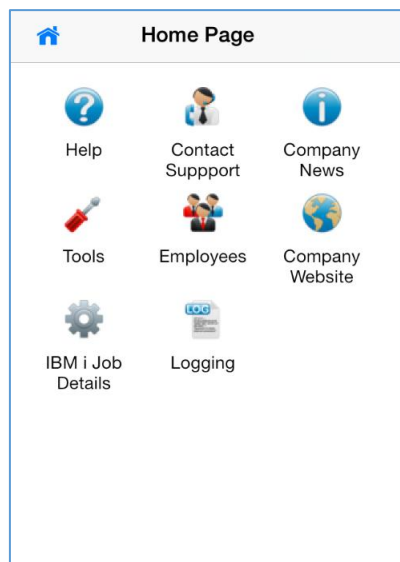 Home Page
Help
Contact
Suppport
Company
News
Tools
Employees
Company
Website
IBM i Job
Details
LOG
Logging